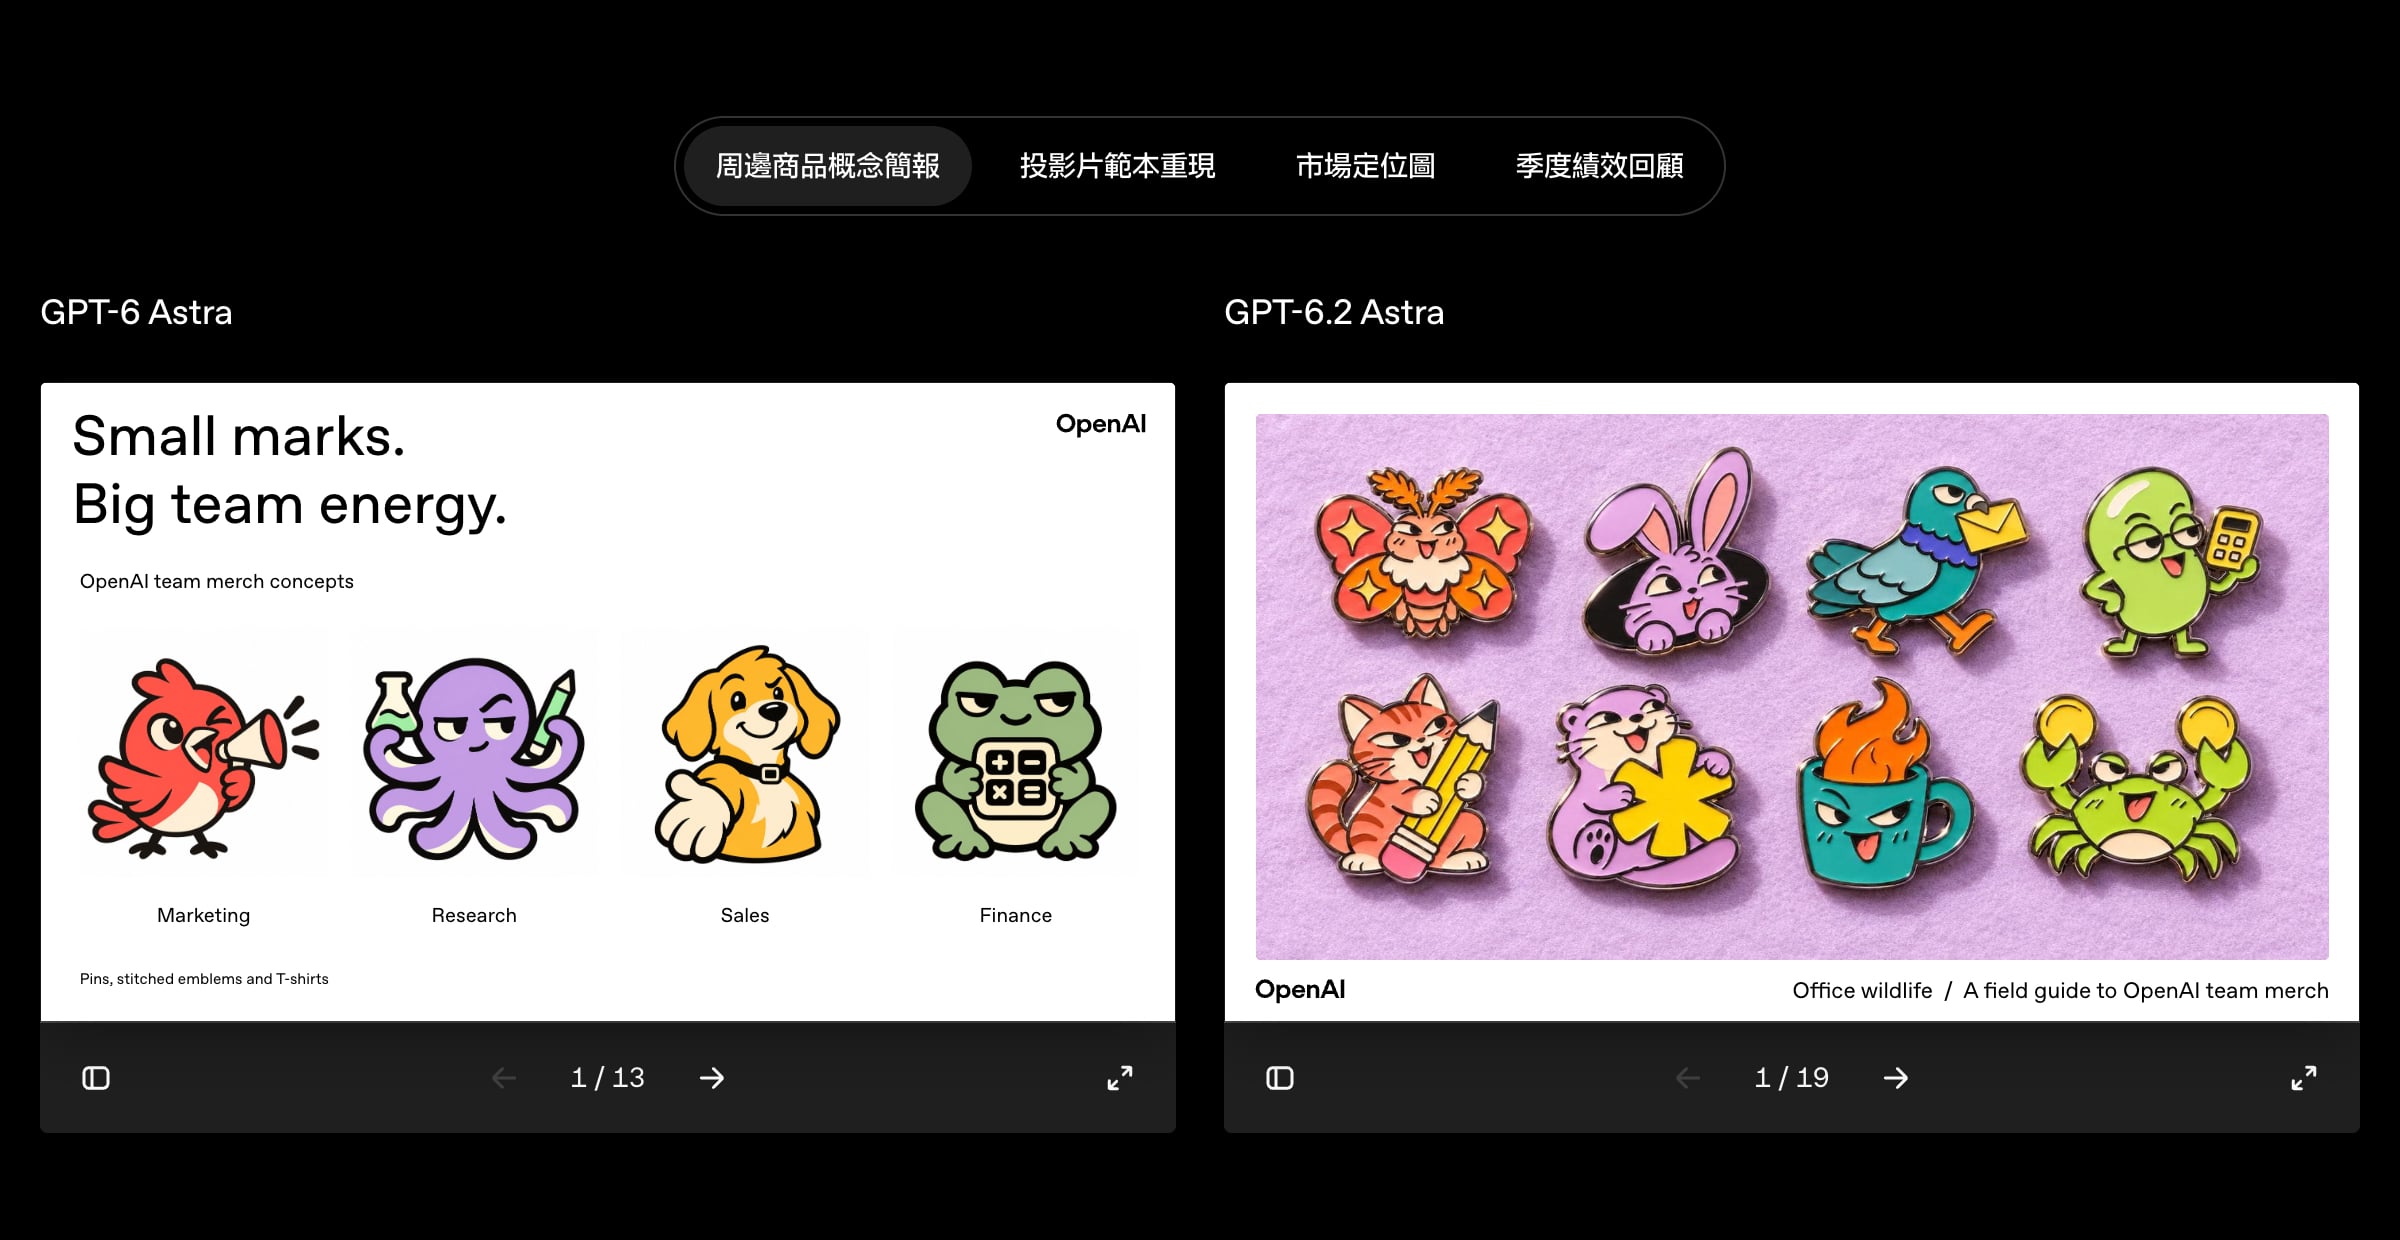 周邊商品概念簡報
投影片範本重現
市場定位圖
季度績效回顧
GPT-6 Astra
Small marks.
Big team energy.
OpenAI
OpenAI team merch concepts
Marketing
Research
Sales
Finance
Pins, stitched emblems and T-shirts
1 / 13
GPT-6.2 Astra
OpenAI
Office wildlife / A field guide to OpenAI team merch
1 / 19